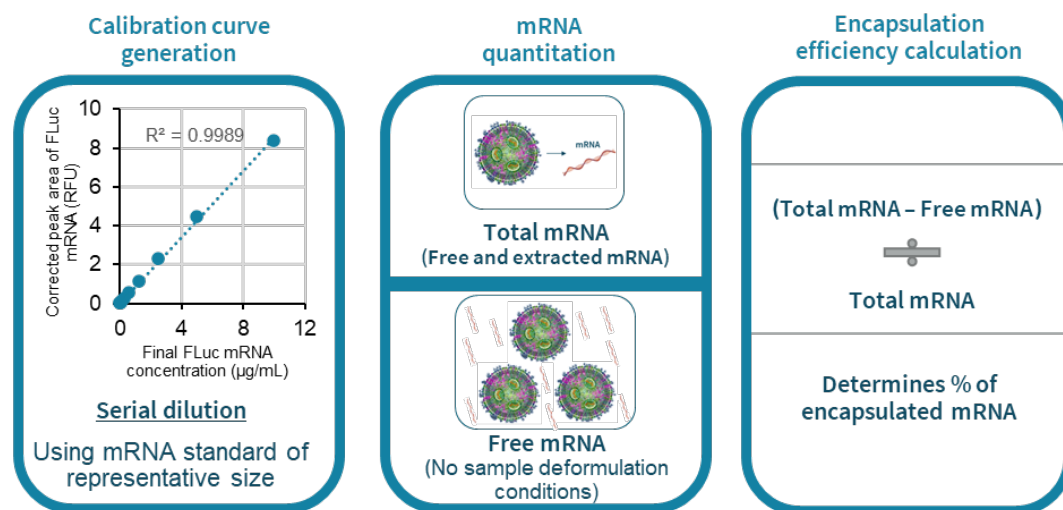 Calibration curve
generation
mRNA
quantitation
Encapsulation
efficiency calculation
Corrected peak area of FLuc
mRNA (RFU)
10
8
6
4
2
0
R² = 0.9989
0
4
8
12
Final FLuc mRNA
concentration (µg/mL)
Serial dilution
Using mRNA standard of
representative size
mRNA
Total mRNA
(Free and extracted mRNA)
Free mRNA
(No sample deformulation
conditions)
(Total mRNA – Free mRNA)
Total mRNA
Determines % of
encapsulated mRNA